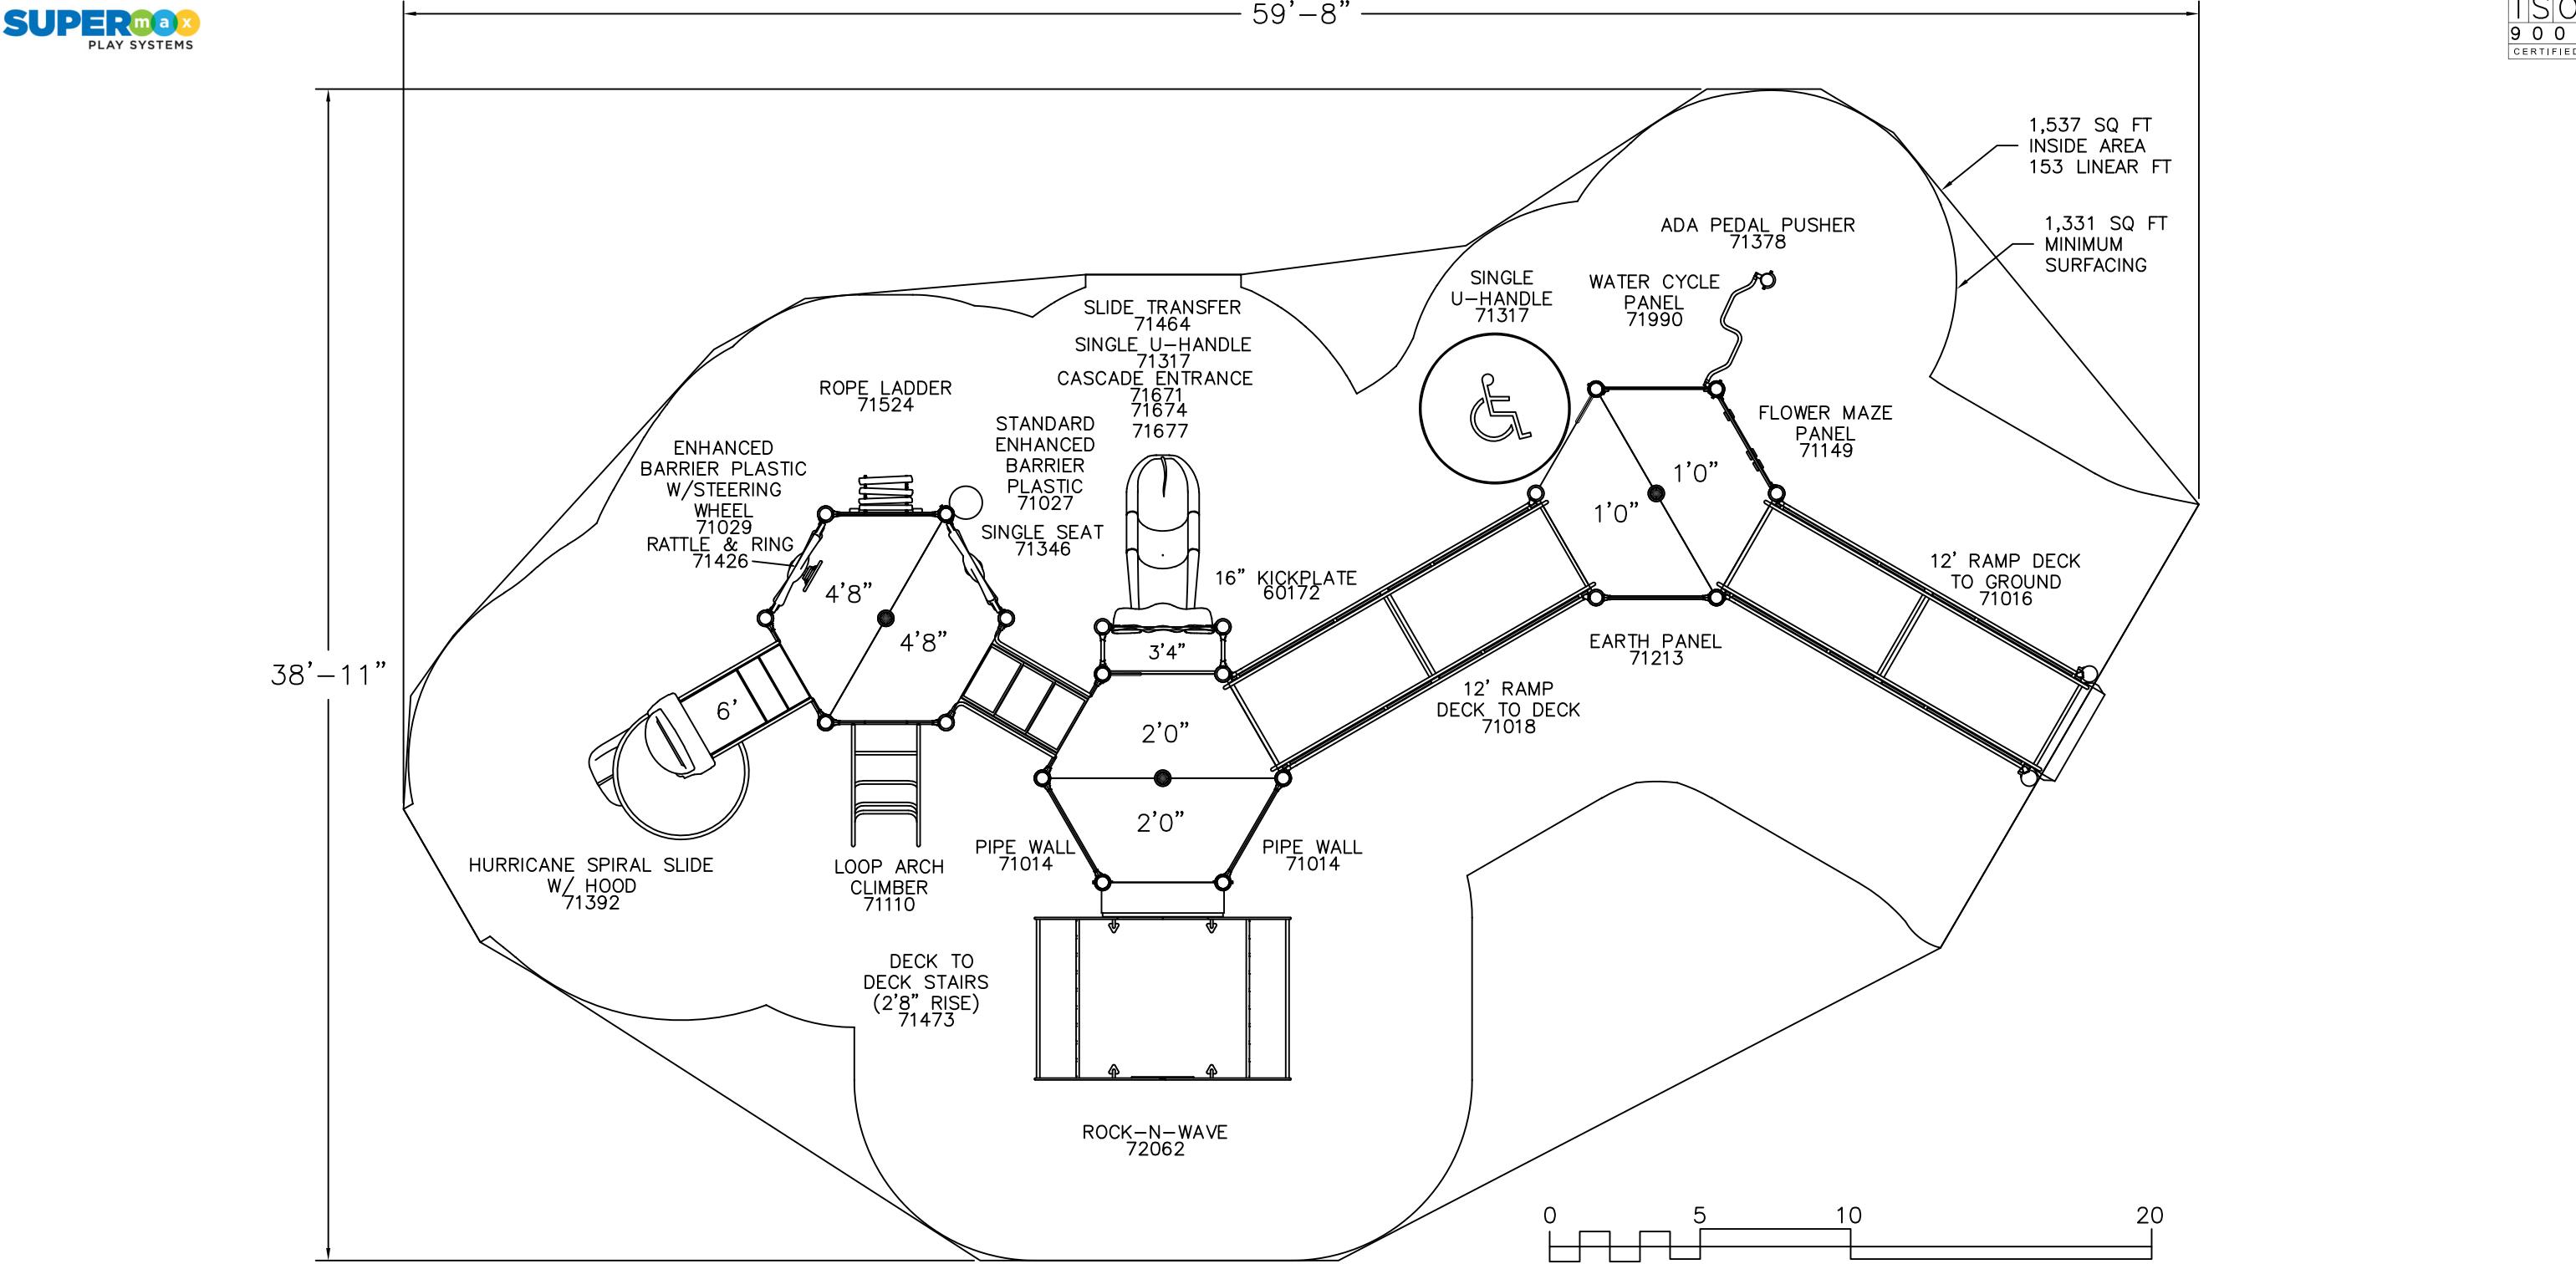 SUPERmax
PLAY SYSTEMS
59'-8"
ISO
900
CERTIFIED
1,537 SQ FT
INSIDE AREA
153 LINEAR FT
1,331 SQ FT
MINIMUM
SURFACING
ADA PEDAL PUSHER
71378
SINGLE
U-HANDLE
71317
WATER CYCLE
PANEL
71990
SLIDE TRANSFER
71464
SINGLE U-HANDLE
71317
CASCADE ENTRANCE
71671
71674
71677
ROPE LADDER
71524
STANDARD
ENHANCED
BARRIER
PLASTIC
71027
SINGLE SEAT
71346
ENHANCED
BARRIER PLASTIC
W/STEERING
WHEEL
71029
RATTLE & RING
71426
FLOWER MAZE
PANEL
71149
1'0"
1'0"
4'8"
4'8"
16" KICKPLATE
60172
12' RAMP DECK
TO GROUND
71016
EARTH PANEL
71213
3'4"
38'-11"
6'
12' RAMP
DECK TO DECK
71018
2'0"
2'0"
PIPE WALL
71014
PIPE WALL
71014
HURRICANE SPIRAL SLIDE
W/ HOOD
71392
LOOP ARCH
CLIMBER
71110
DECK TO
DECK STAIRS
(2'8" RISE)
71473
ROCK-N-WAVE
72062
0 5 10 20